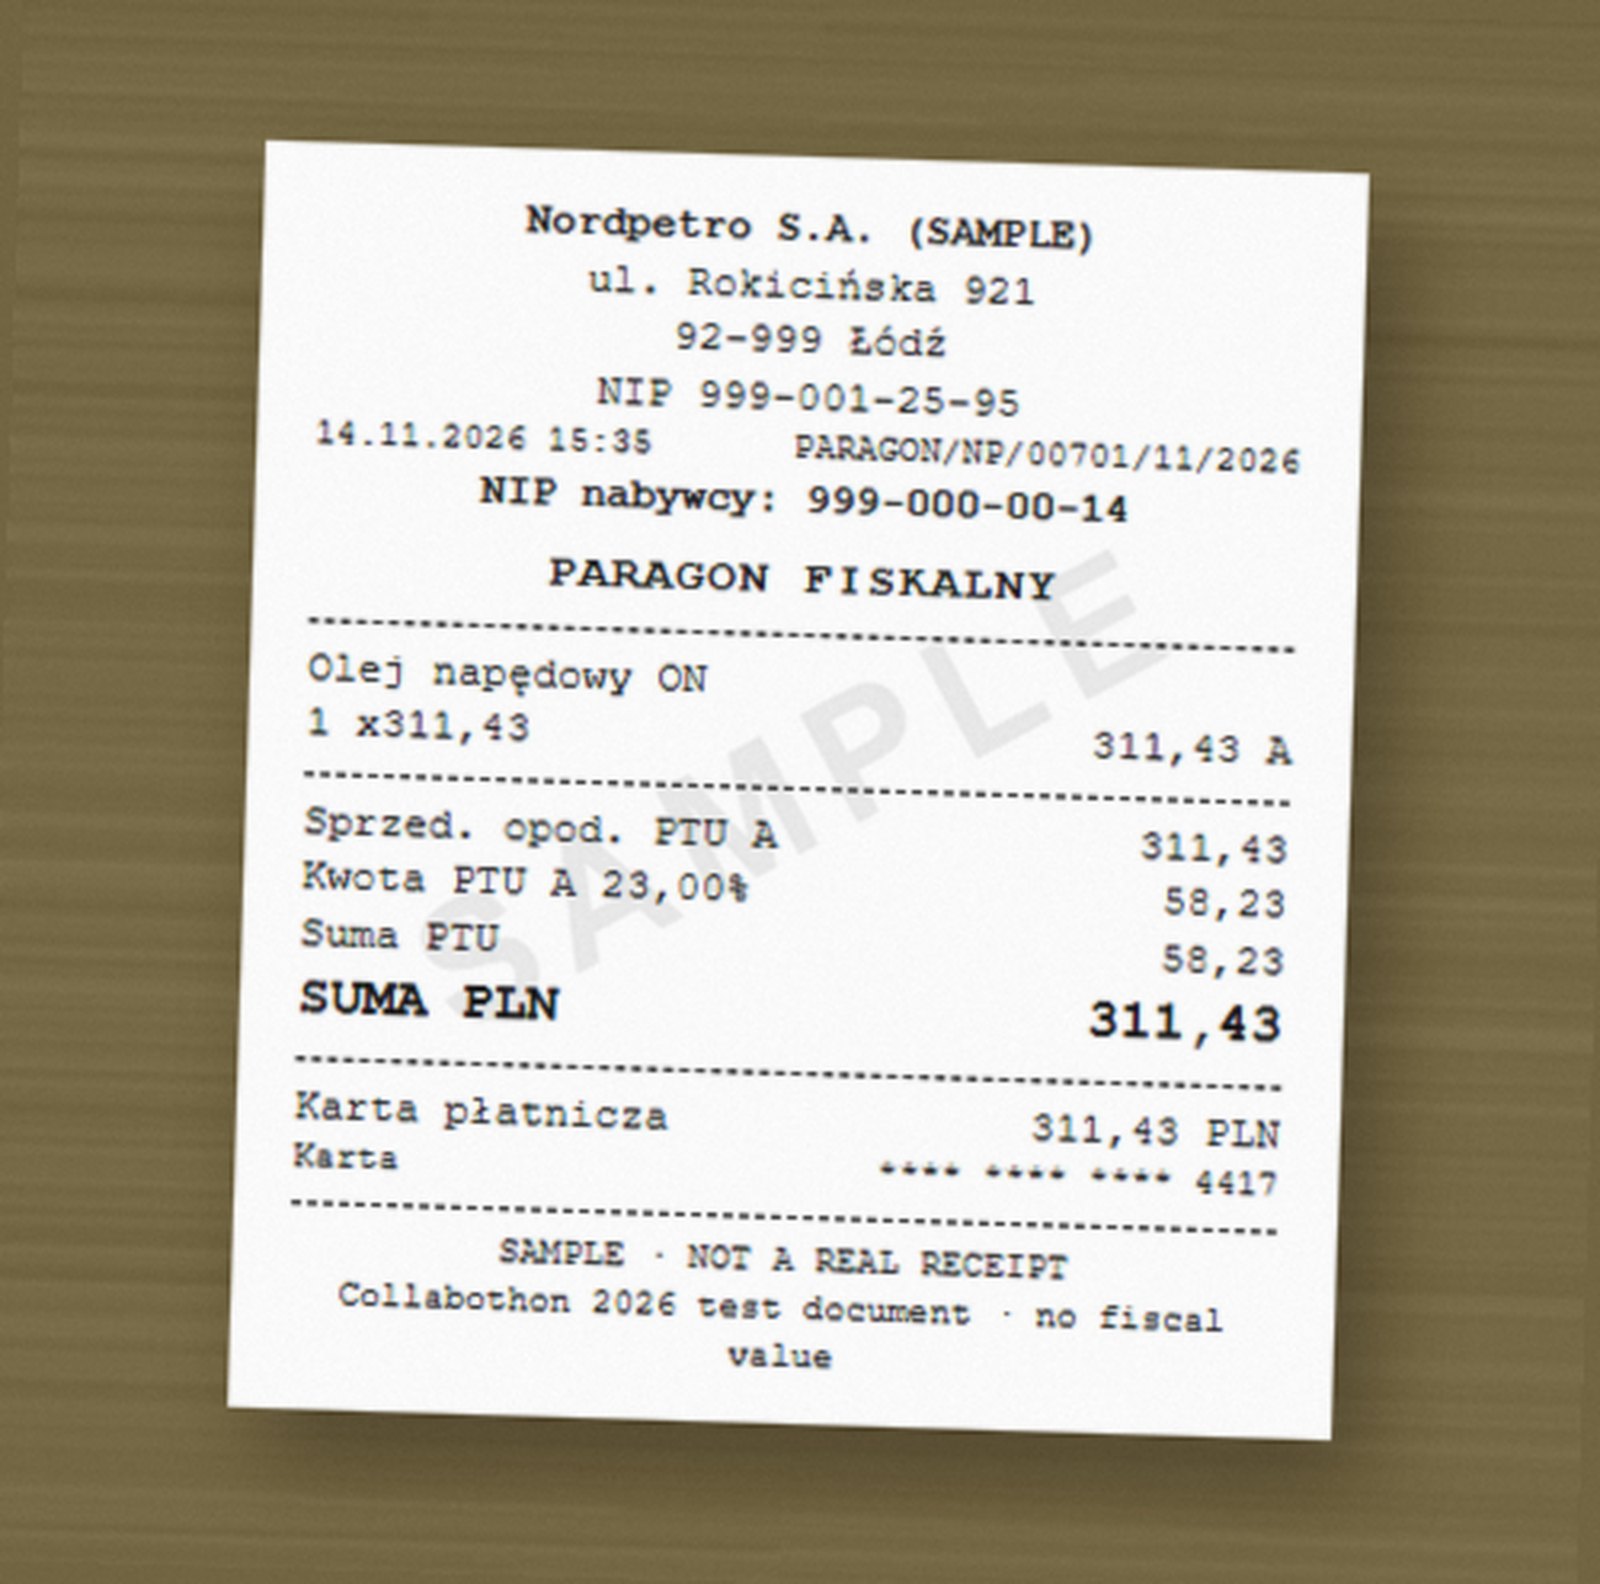 Nordpetro S.A. (SAMPLE)
ul. Rokicińska 921
92-999 Łódź
NIP 999-001-25-95
14.11.2026 15:35 PARAGON/NP/00701/11/2026
NIP nabywcy: 999-000-00-14
PARAGON FISKALNY
Olej napędowy ON
1 x311,43 311,43 A
Sprzed. opod. PTU A 311,43
Kwota PTU A 23,00% 58,23
Suma PTU 58,23
SUMA PLN 311,43
Karta płatnicza 311,43 PLN
Karta **** **** **** 4417
SAMPLE · NOT A REAL RECEIPT
Collabothon 2026 test document · no fiscal
value
SAMPLE